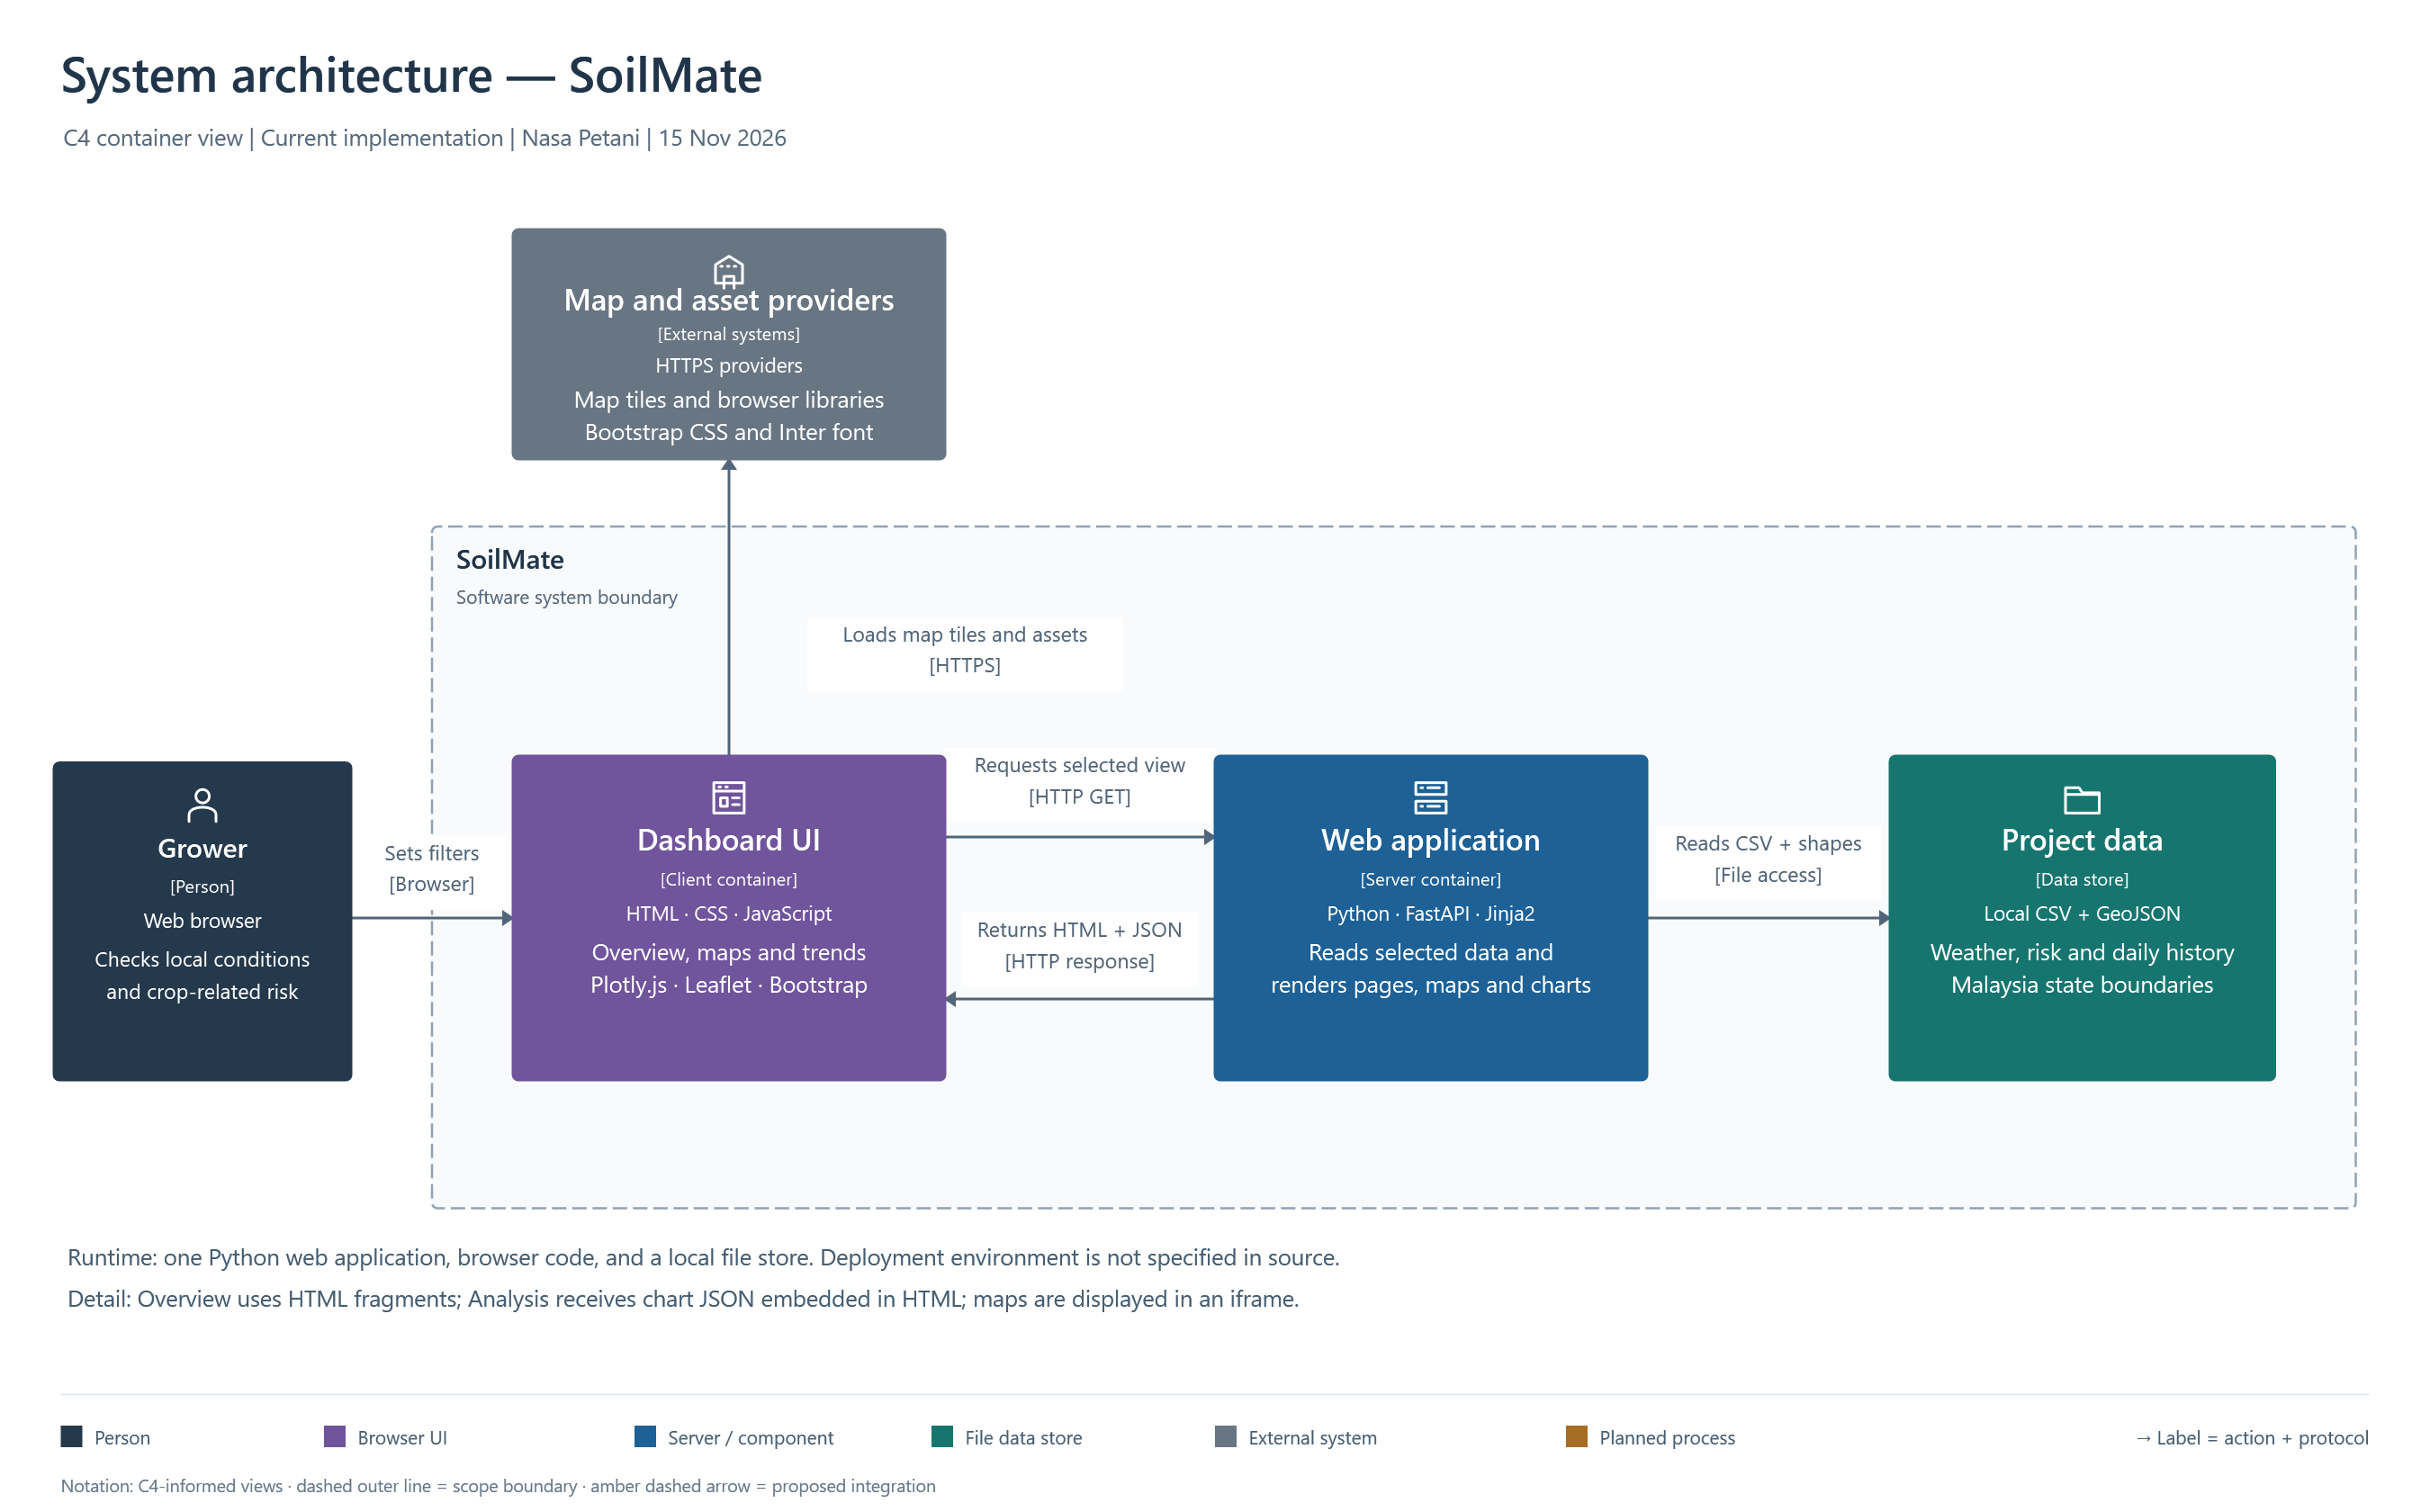 System architecture — SoilMate
C4 container view | Current implementation | Nasa Petani | 15 Nov 2026
Map and asset providers
[External systems]
HTTPS providers
Map tiles and browser libraries
Bootstrap CSS and Inter font
SoilMate
Software system boundary
Loads map tiles and assets
[HTTPS]
Grower
[Person]
Web browser
Checks local conditions
and crop-related risk
Sets filters
[Browser]
Dashboard UI
[Client container]
HTML · CSS · JavaScript
Overview, maps and trends
Plotly.js · Leaflet · Bootstrap
Requests selected view
[HTTP GET]
Returns HTML + JSON
[HTTP response]
Web application
[Server container]
Python · FastAPI · Jinja2
Reads selected data and
renders pages, maps and charts
Reads CSV + shapes
[File access]
Project data
[Data store]
Local CSV + GeoJSON
Weather, risk and daily history
Malaysia state boundaries
Runtime: one Python web application, browser code, and a local file store. Deployment environment is not specified in source.
Detail: Overview uses HTML fragments; Analysis receives chart JSON embedded in HTML; maps are displayed in an iframe.
Person
Browser UI
Server / component
File data store
External system
Planned process
→ Label = action + protocol
Notation: C4-informed views · dashed outer line = scope boundary · amber dashed arrow = proposed integration